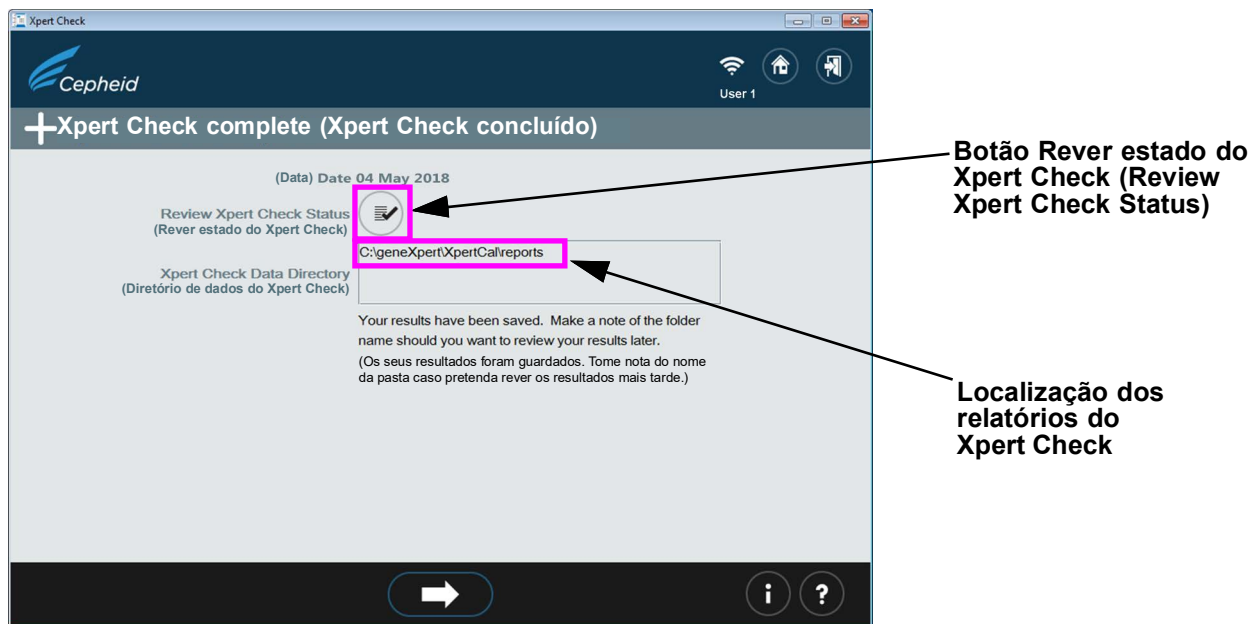 Xpert Check
Cepheid
User 1
Xpert Check complete (Xpert Check concluído)
(Data) Date 04 May 2018
Review Xpert Check Status
(Rever estado do Xpert Check)
C:\geneXpert\XpertCal\reports
Xpert Check Data Directory
(Diretório de dados do Xpert Check)
Your results have been saved. Make a note of the folder
name should you want to review your results later.
(Os seus resultados foram guardados. Tome nota do nome
da pasta caso pretenda rever os resultados mais tarde.)
i ?
Botão Rever estado do
Xpert Check (Review
Xpert Check Status)
Localização dos
relatórios do
Xpert Check